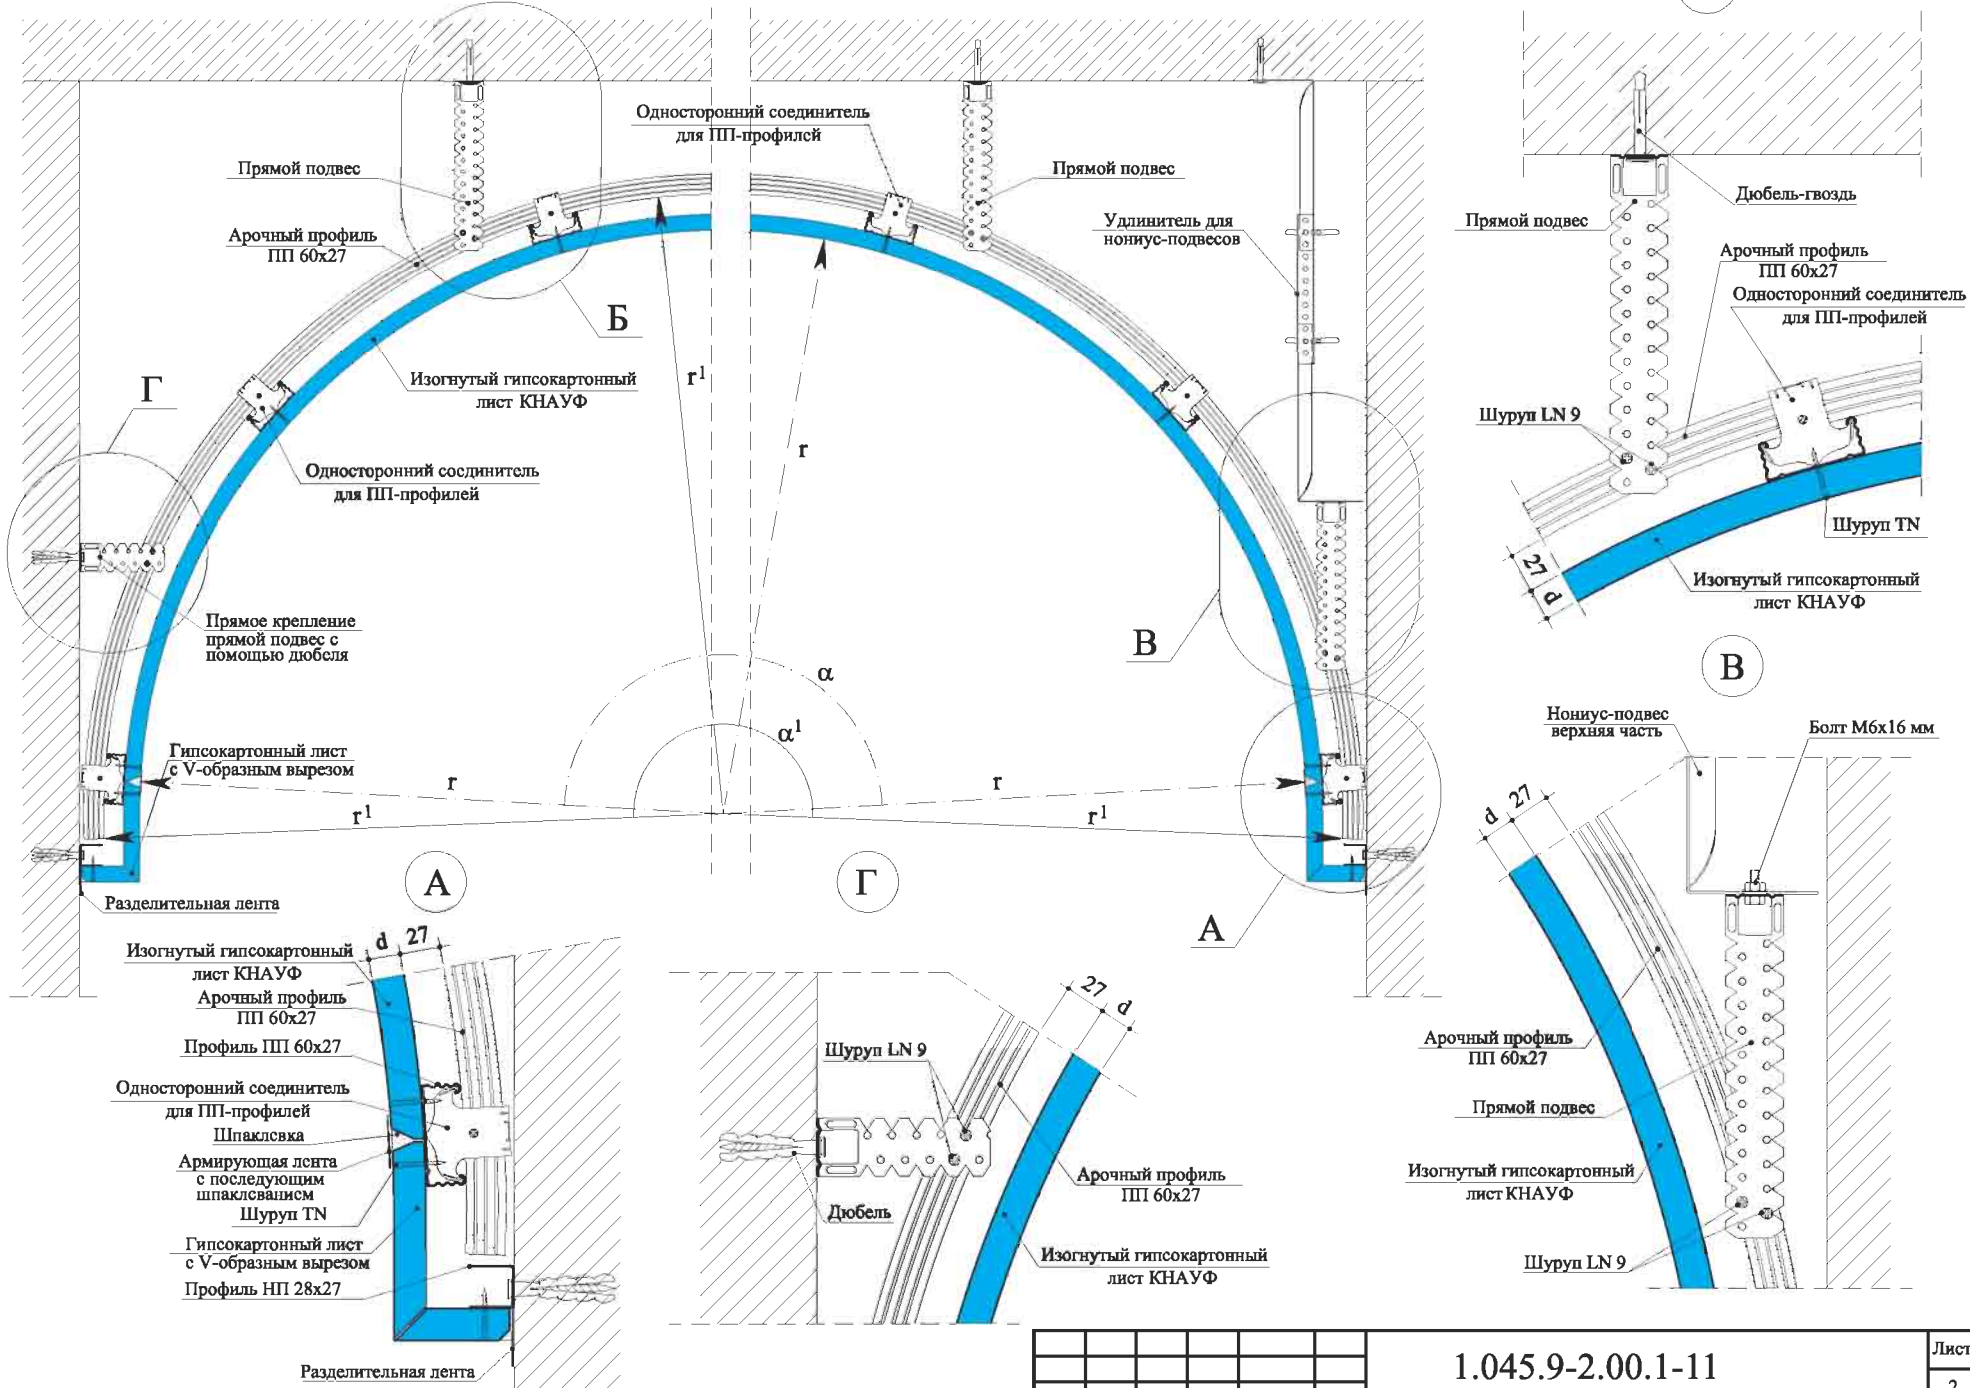 Односторонний соединитель
для ПП-профилей
Прямой подвес
Прямой подвес
Арочный профиль
ПП 60х27
Удлинитель для
нониус-подвесов
Б
Изогнутый гипсокартонный
лист КНАУФ
r¹
r
Г
Односторонний соединитель
для ПП-профилей
Прямое крепление
прямой подвес с
помощью дюбеля
В
α
α¹
Гипсокартонный лист
с V-образным вырезом
r
r
r¹
r¹
Разделительная лента
А
Дюбель-гвоздь
Прямой подвес
Арочный профиль
ПП 60х27
Односторонний соединитель
для ПП-профилей
Шуруп LN 9
Шуруп TN
27
d
Изогнутый гипсокартонный
лист КНАУФ
А
d
27
Изогнутый гипсокартонный
лист КНАУФ
Арочный профиль
ПП 60х27
Профиль ПП 60х27
Односторонний соединитель
для ПП-профилей
Шпаклевка
Армирующая лента
с последующим
шпаклеванием
Шуруп TN
Гипсокартонный лист
с V-образным вырезом
Профиль НП 28х27
Разделительная лента
Г
27
d
Шуруп LN 9
Арочный профиль
ПП 60х27
Дюбель
Изогнутый гипсокартонный
лист КНАУФ
В
Нониус-подвес
верхняя часть
Болт М6х16 мм
d
27
Арочный профиль
ПП 60х27
Прямой подвес
Изогнутый гипсокартонный
лист КНАУФ
Шуруп LN 9
1.045.9-2.00.1-11
Лист
2